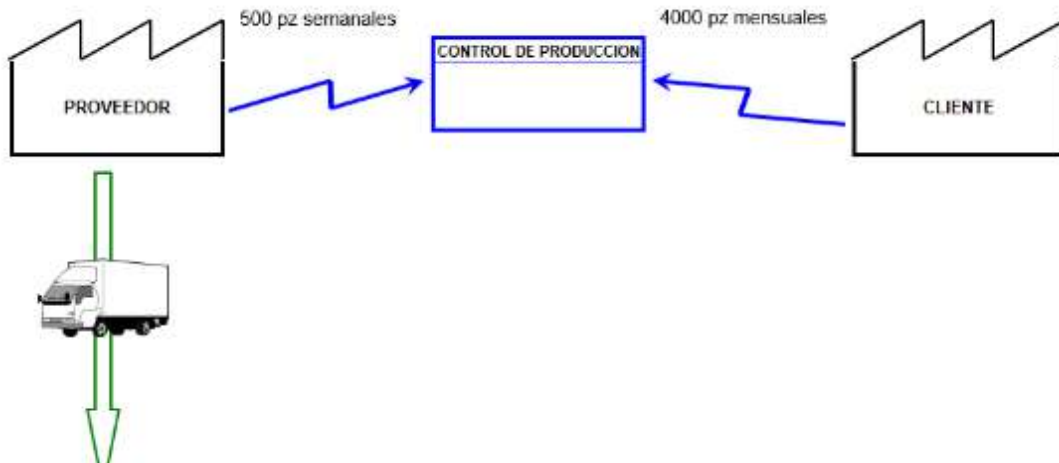 500 pz semanales
4000 pz mensuales
CONTROL DE PRODUCCION
PROVEEDOR
CLIENTE